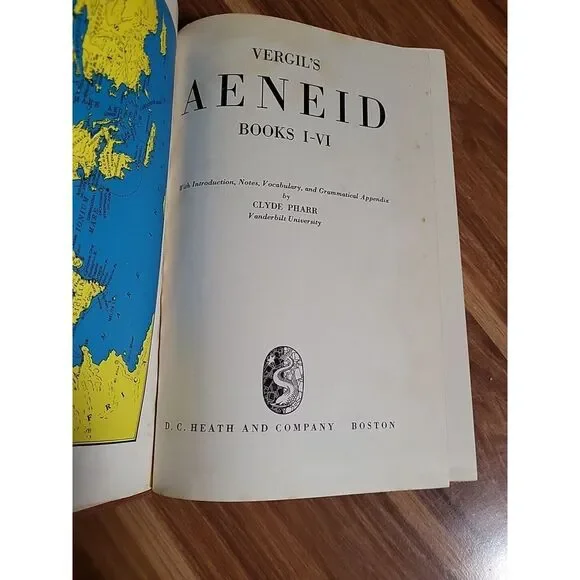 VERGIL'S
AENEID
BOOKS I-VI
With Introduction, Notes, Vocabulary, and Grammatical Appendix
by
CLYDE PHARR
Vanderbilt University
D. C. HEATH AND COMPANY BOSTON